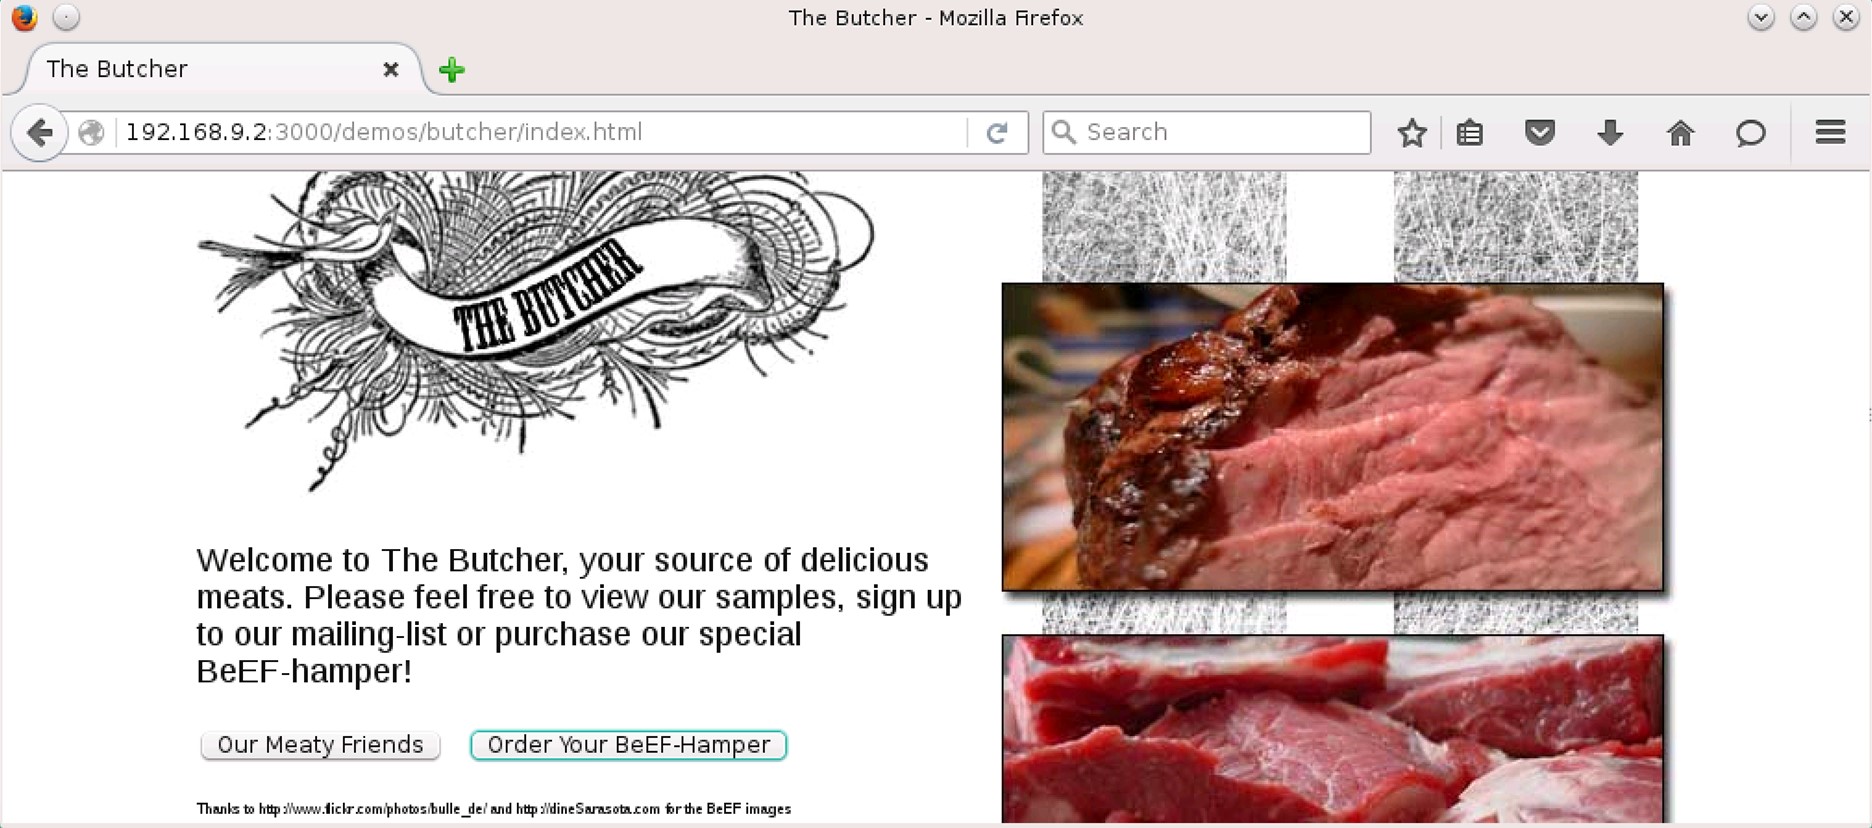 The Butcher - Mozilla Firefox
The Butcher
192.168.9.2:3000/demos/butcher/index.html
Search
THE BUTCHER
Welcome to The Butcher, your source of delicious
meats. Please feel free to view our samples, sign up
to our mailing-list or purchase our special
BeEF-hamper!
Our Meaty Friends
Order Your BeEF-Hamper
Thanks to http://www.flickr.com/photos/bulle_de/ and http://dineSarasota.com for the BeEF images